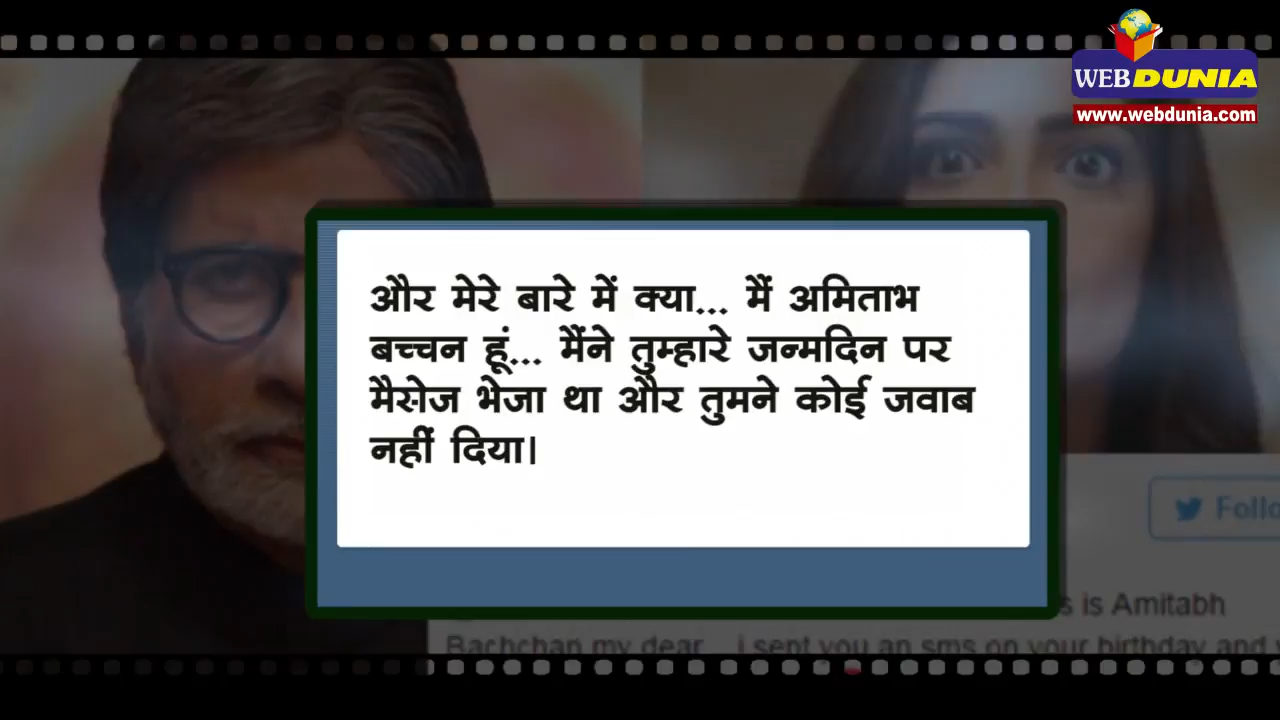 WEBDUNIA
www.webdunia.com
और मेरे बारे में क्या... मैं अमिताभ
बच्चन हूं... मैंने तुम्हारे जन्मदिन पर
मैसेज भेजा था और तुमने कोई जवाब
नहीं दिया।
is Amitabh
Bachchan my dear .. i sent you an sms on your birthday and